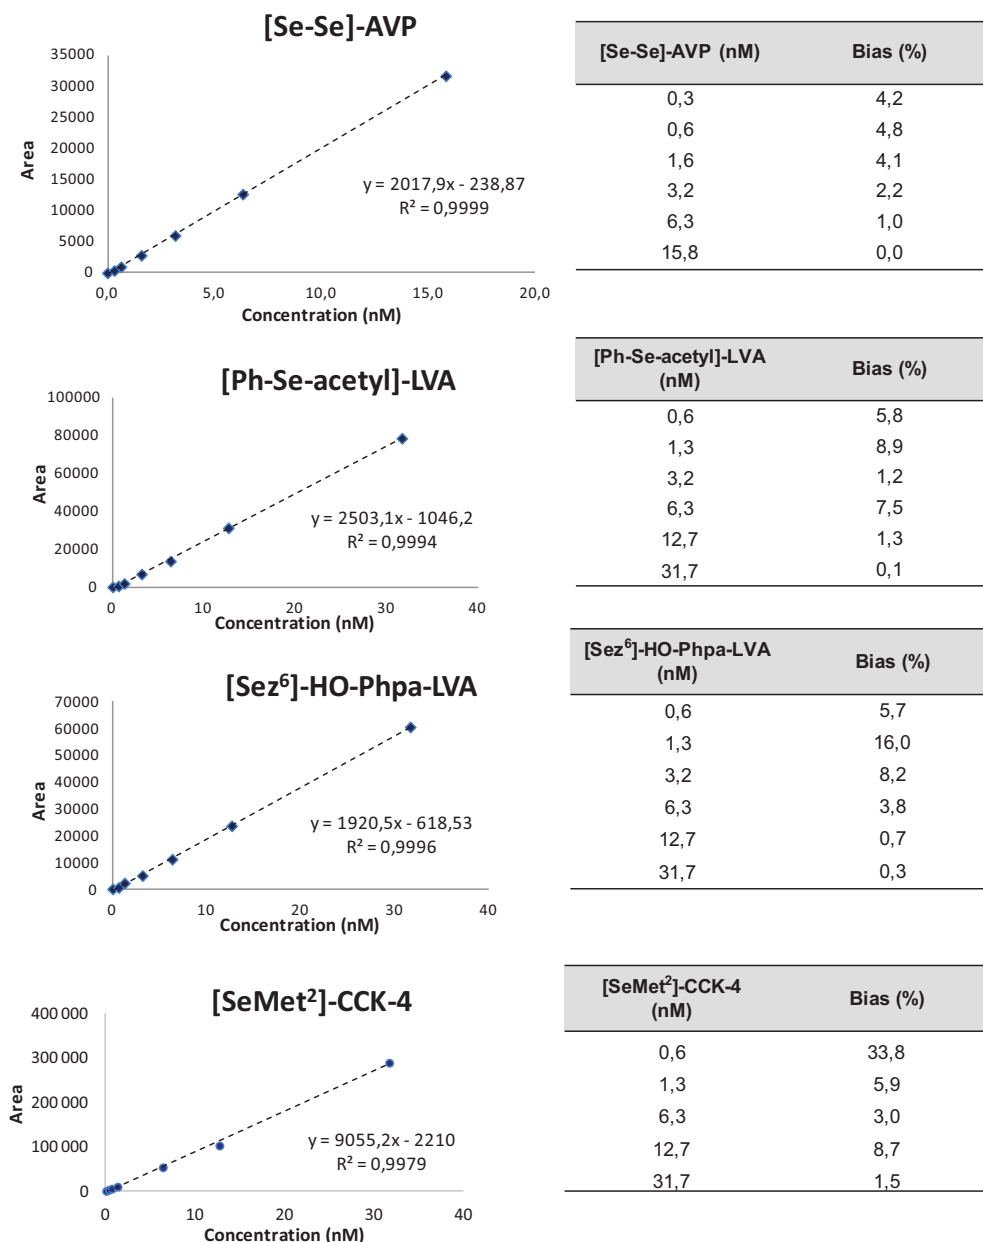 [Se-Se]-AVP
35000
30000
25000
20000
15000
10000
5000
0
Area
y = 2017,9x - 238,87
R² = 0,9999
0,0 5,0 10,0 15,0 20,0
Concentration (nM)
[Se-Se]-AVP (nM) Bias (%)
0,3 4,2
0,6 4,8
1,6 4,1
3,2 2,2
6,3 1,0
15,8 0,0
[Ph-Se-acetyl]-LVA
100000
80000
60000
40000
20000
0
Area
y = 2503,1x - 1046,2
R² = 0,9994
0 10 20 30 40
Concentration (nM)
[Ph-Se-acetyl]-LVA
(nM) Bias (%)
0,6 5,8
1,3 8,9
3,2 1,2
6,3 7,5
12,7 1,3
31,7 0,1
[Sez⁶]-HO-Phpa-LVA
70000
60000
50000
40000
30000
20000
10000
0
Area
y = 1920,5x - 618,53
R² = 0,9996
0 10 20 30 40
Concentration (nM)
[Sez⁶]-HO-Phpa-LVA
(nM) Bias (%)
0,6 5,7
1,3 16,0
3,2 8,2
6,3 3,8
12,7 0,7
31,7 0,3
[SeMet²]-CCK-4
400 000
300 000
200 000
100 000
0
Area
y = 9055,2x - 2210
R² = 0,9979
0 10 20 30 40
Concentration (nM)
[SeMet²]-CCK-4
(nM) Bias (%)
0,6 33,8
1,3 5,9
6,3 3,0
12,7 8,7
31,7 1,5